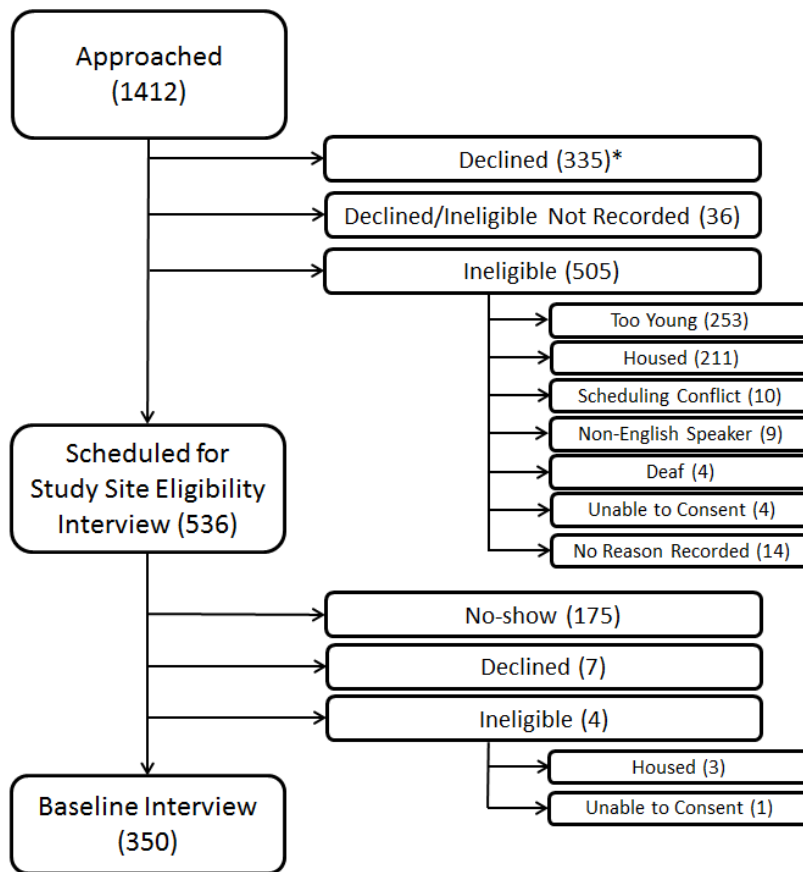 Approached
(1412)
Declined (335)*
Declined/Ineligible Not Recorded (36)
Ineligible (505)
Too Young (253)
Housed (211)
Scheduling Conflict (10)
Non-English Speaker (9)
Deaf (4)
Unable to Consent (4)
No Reason Recorded (14)
Scheduled for
Study Site Eligibility
Interview (536)
No-show (175)
Declined (7)
Ineligible (4)
Housed (3)
Unable to Consent (1)
Baseline Interview
(350)